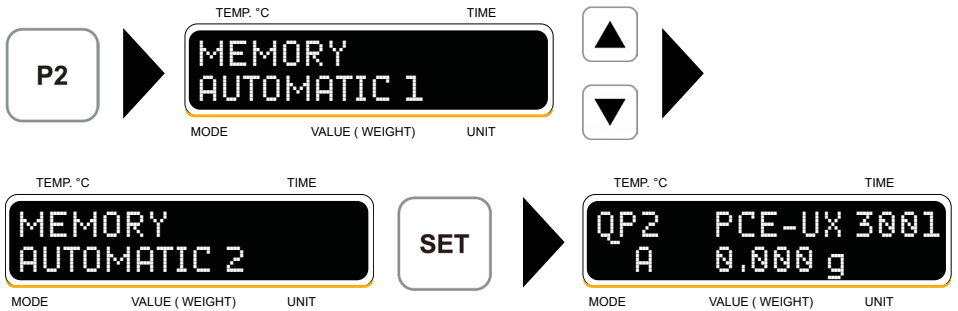 TEMP. °C TIME
P2
MEMORY
AUTOMATIC 1
MODE VALUE ( WEIGHT) UNIT
TEMP. °C TIME
MEMORY
AUTOMATIC 2
MODE VALUE ( WEIGHT) UNIT
SET
TEMP. °C TIME
QP2 PCE-UX 3001
A 0.000 g
MODE VALUE ( WEIGHT) UNIT